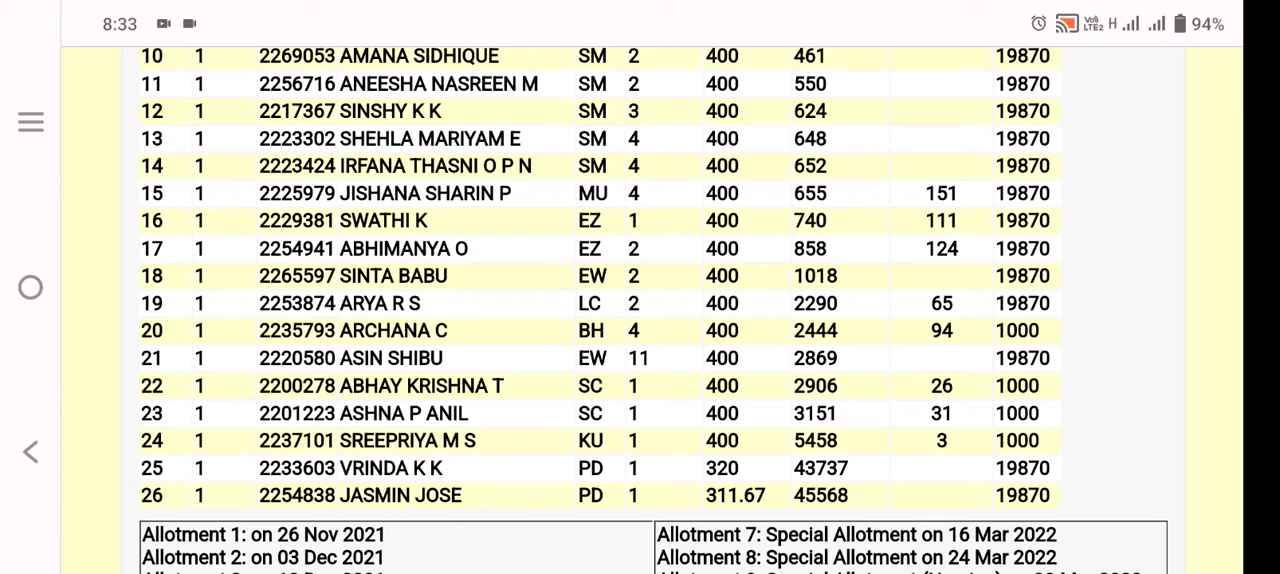 8:33 VoB LTE2 H 94%
10 1 2269053 AMANA SIDHIQUE SM 2 400 461 19870
11 1 2256716 ANEESHA NASREEN M SM 2 400 550 19870
12 1 2217367 SINSHY K K SM 3 400 624 19870
13 1 2223302 SHEHLA MARIYAM E SM 4 400 648 19870
14 1 2223424 IRFANA THASNI O P N SM 4 400 652 19870
15 1 2225979 JISHANA SHARIN P MU 4 400 655 151 19870
16 1 2229381 SWATHI K EZ 1 400 740 111 19870
17 1 2254941 ABHIMANYA O EZ 2 400 858 124 19870
18 1 2265597 SINTA BABU EW 2 400 1018 19870
19 1 2253874 ARYA R S LC 2 400 2290 65 19870
20 1 2235793 ARCHANA C BH 4 400 2444 94 1000
21 1 2220580 ASIN SHIBU EW 11 400 2869 19870
22 1 2200278 ABHAY KRISHNA T SC 1 400 2906 26 1000
23 1 2201223 ASHNA P ANIL SC 1 400 3151 31 1000
24 1 2237101 SREEPRIYA M S KU 1 400 5458 3 1000
25 1 2233603 VRINDA K K PD 1 320 43737 19870
26 1 2254838 JASMIN JOSE PD 1 311.67 45568 19870
Allotment 1: on 26 Nov 2021 Allotment 7: Special Allotment on 16 Mar 2022
Allotment 2: on 03 Dec 2021 Allotment 8: Special Allotment on 24 Mar 2022